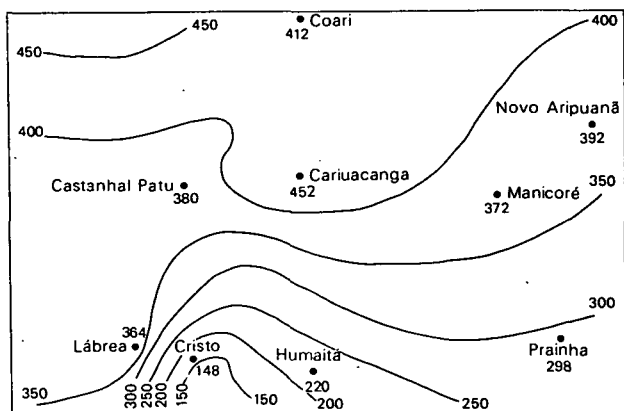 450
Coari
412
400
450
Novo Aripuanã
392
400
Castanhal Patu
380
Cariuacanga
452
Manicoré
372
350
300
364
Lábrea
Cristo
148
Humaitá
220
Prainha
298
350
300
250
200
150
150
200
250